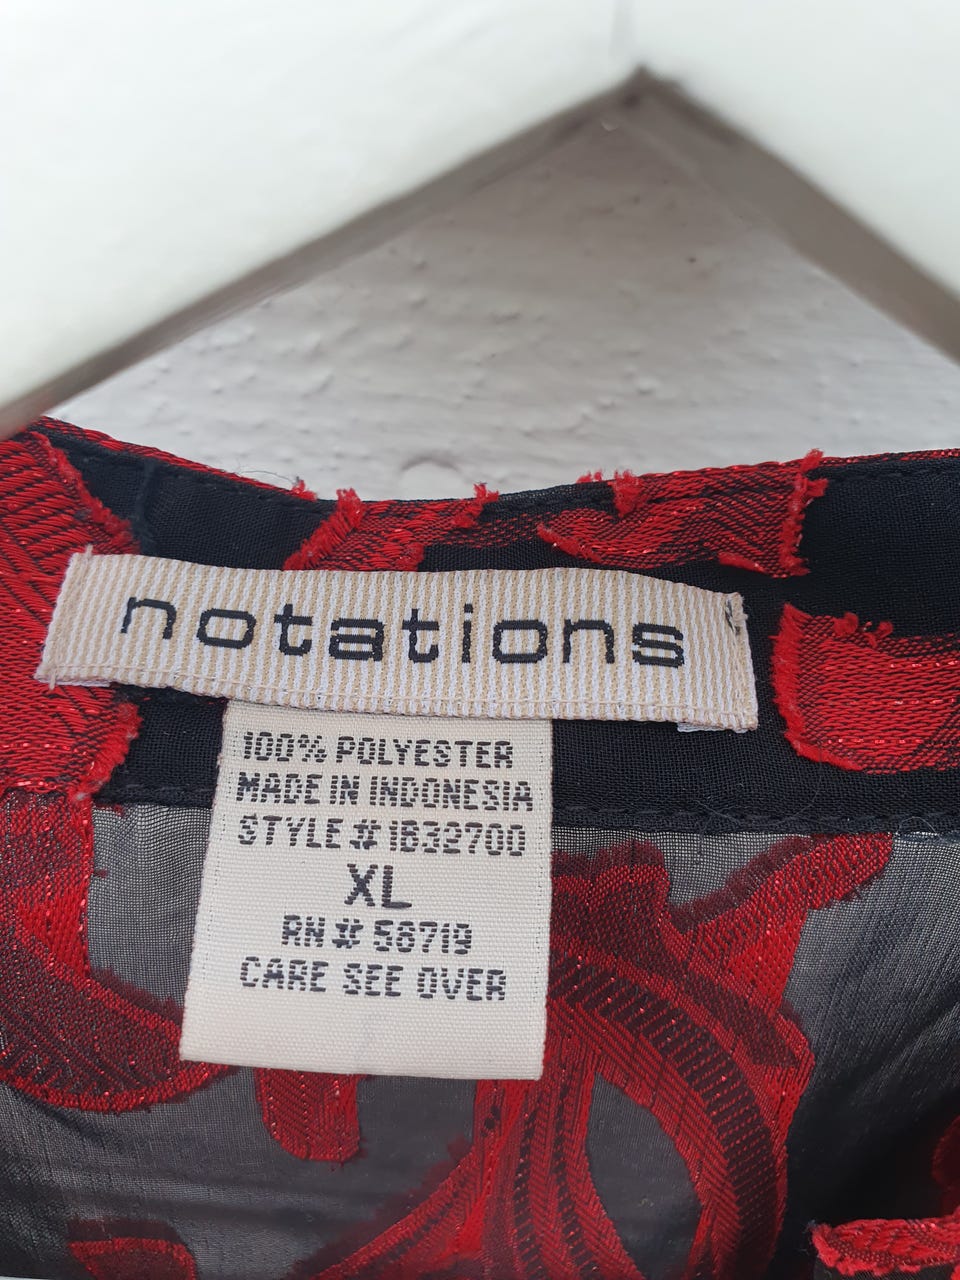 notations
100% POLYESTER
MADE IN INDONESIA
STYLE # 1B32700
XL
RN # 56719
CARE SEE OVER